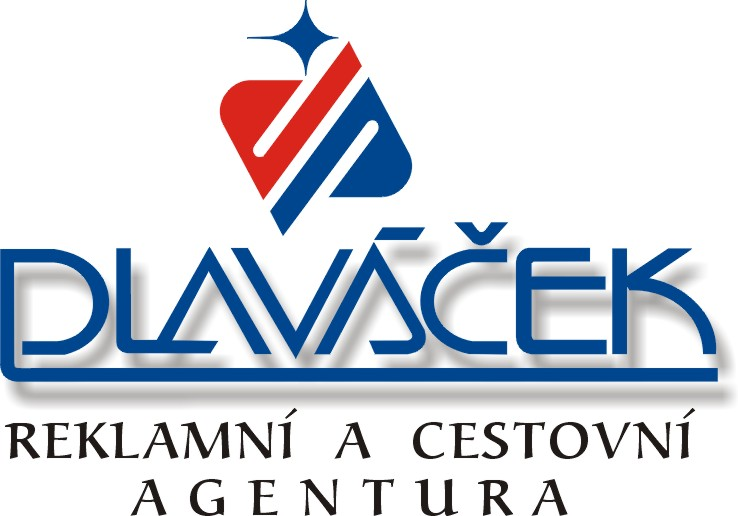 DLAVÁČEK
REKLAMNÍ A CESTOVNÍ
AGENTURA